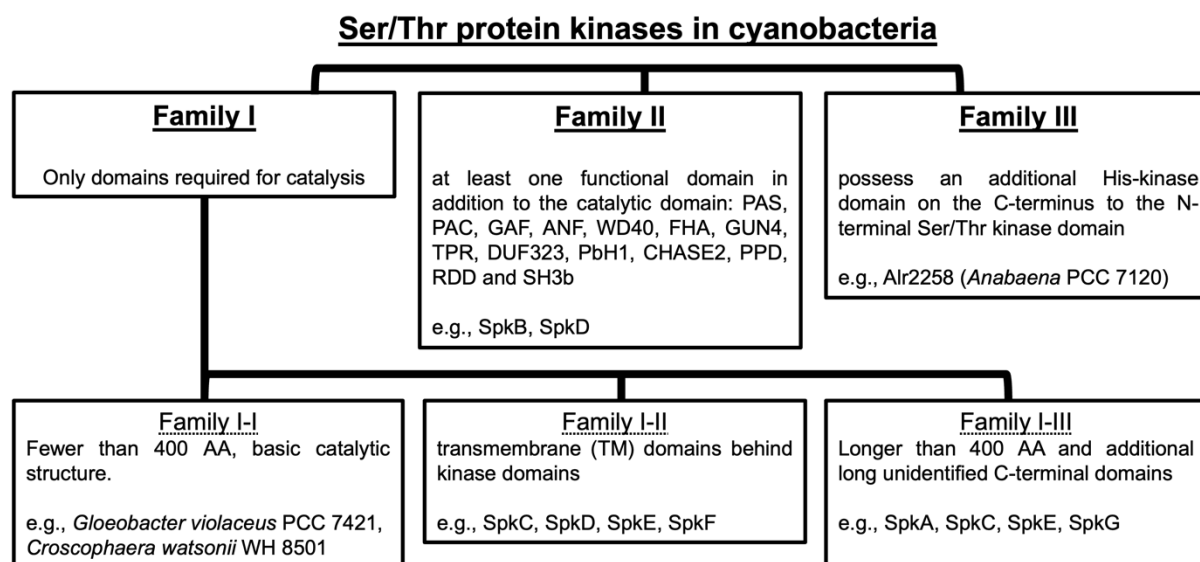 Ser/Thr protein kinases in cyanobacteria
Family I
Only domains required for catalysis
Family II
at least one functional domain in
addition to the catalytic domain: PAS,
PAC, GAF, ANF, WD40, FHA, GUN4,
TPR, DUF323, PbH1, CHASE2, PPD,
RDD and SH3b
e.g., SpkB, SpkD
Family III
possess an additional His-kinase
domain on the C-terminus to the N-
terminal Ser/Thr kinase domain
e.g., Alr2258 (Anabaena PCC 7120)
Family I-I
Fewer than 400 AA, basic catalytic
structure.
e.g., Gloeobacter violaceus PCC 7421,
Croscophaera watsonii WH 8501
Family I-II
transmembrane (TM) domains behind
kinase domains
e.g., SpkC, SpkD, SpkE, SpkF
Family I-III
Longer than 400 AA and additional
long unidentified C-terminal domains
e.g., SpkA, SpkC, SpkE, SpkG